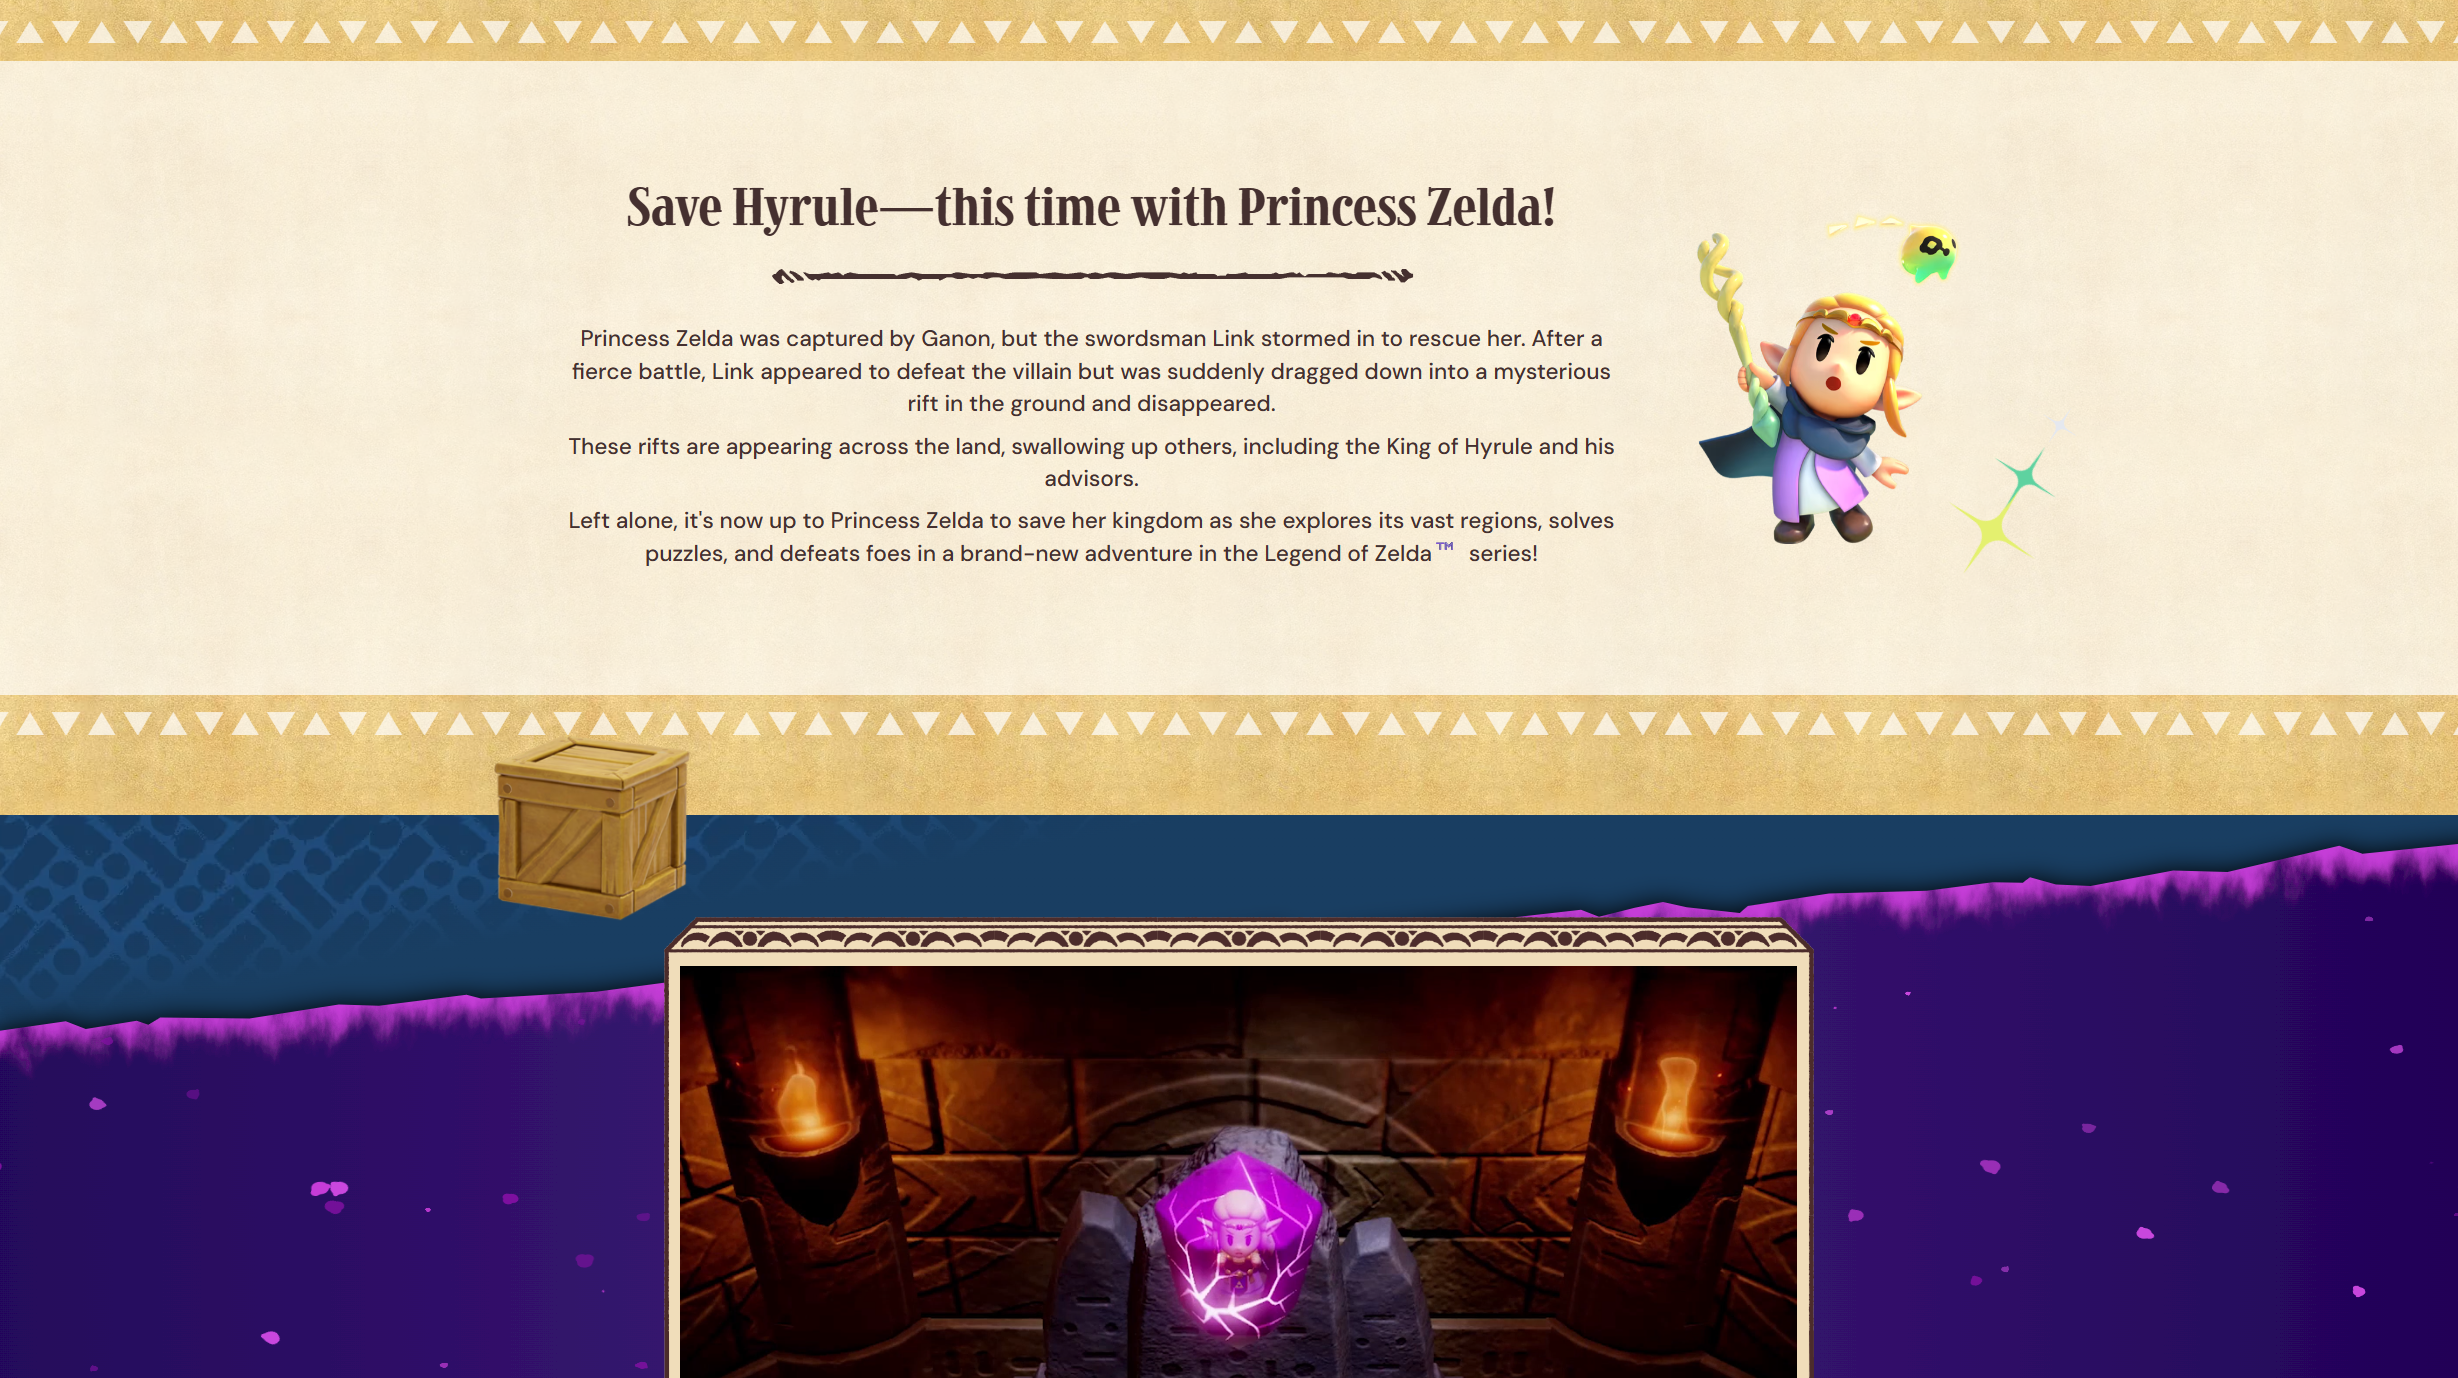 Save Hyrule—this time with Princess Zelda!
Princess Zelda was captured by Ganon, but the swordsman Link stormed in to rescue her. After a
fierce battle, Link appeared to defeat the villain but was suddenly dragged down into a mysterious
rift in the ground and disappeared.
These rifts are appearing across the land, swallowing up others, including the King of Hyrule and his
advisors.
Left alone, it's now up to Princess Zelda to save her kingdom as she explores its vast regions, solves
puzzles, and defeats foes in a brand-new adventure in the Legend of Zelda™ series!